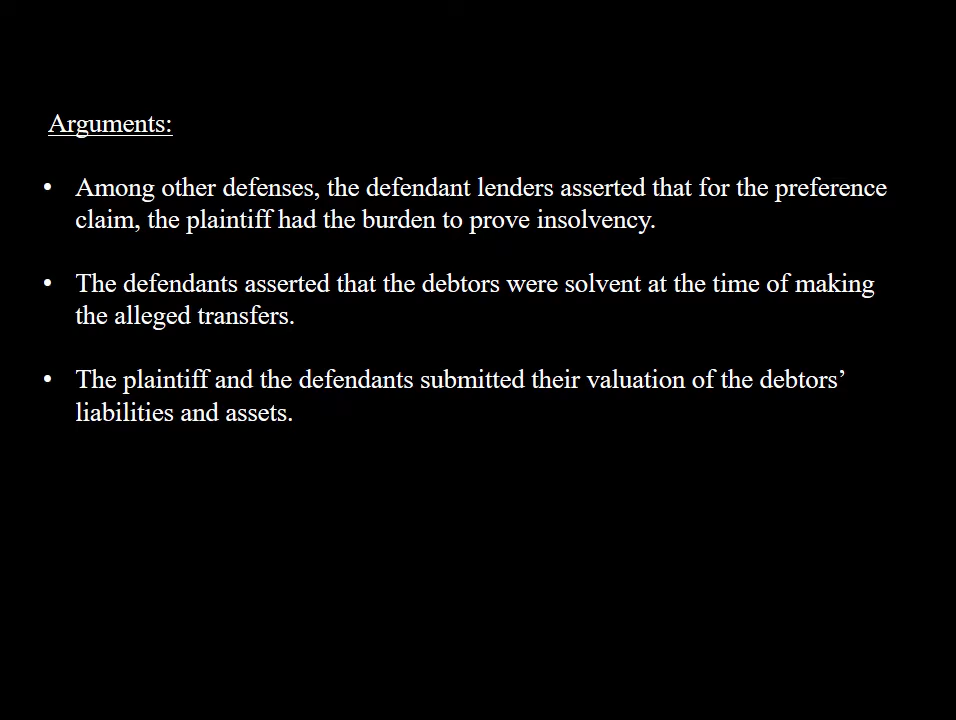 Arguments:
• Among other defenses, the defendant lenders asserted that for the preference
claim, the plaintiff had the burden to prove insolvency.
• The defendants asserted that the debtors were solvent at the time of making
the alleged transfers.
• The plaintiff and the defendants submitted their valuation of the debtors’
liabilities and assets.